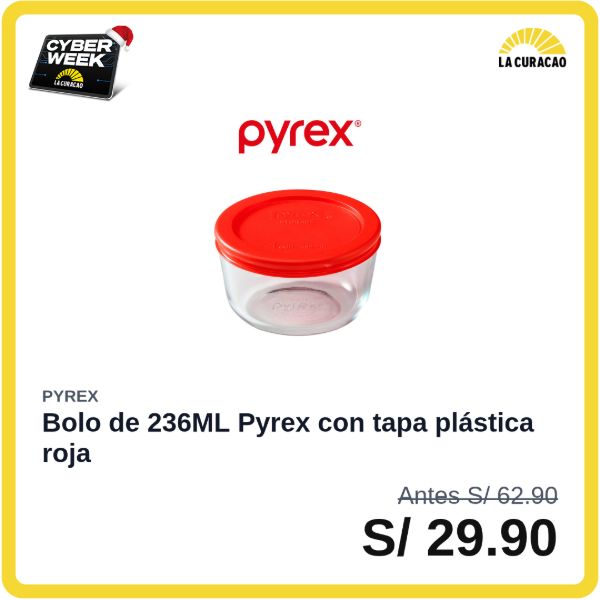 CYBER
WEEK
LA CURACAO
LA CURACAO
pyrex®
PYREX
Bolo de 236ML Pyrex con tapa plástica
roja
Antes S/ 62.90
S/ 29.90